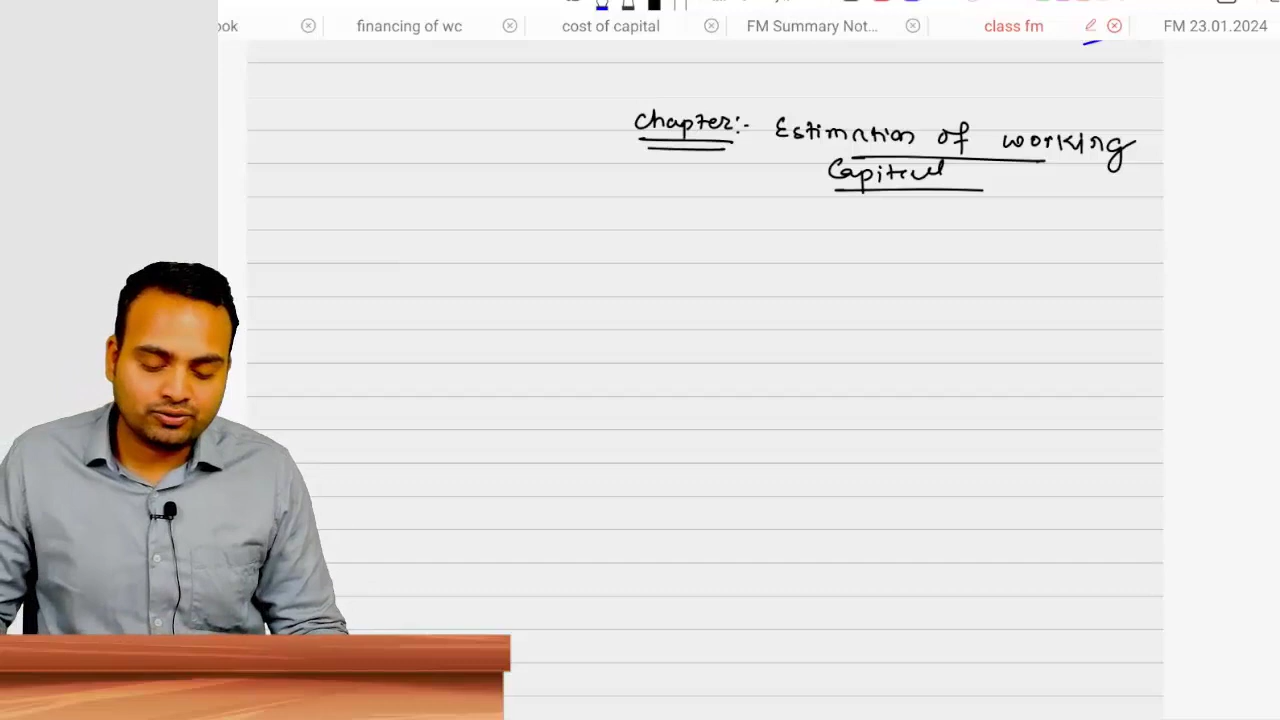 ook financing of wc cost of capital FM Summary Not... class fm FM 23.01.2024
Chapter:- Estimation of working
Capital